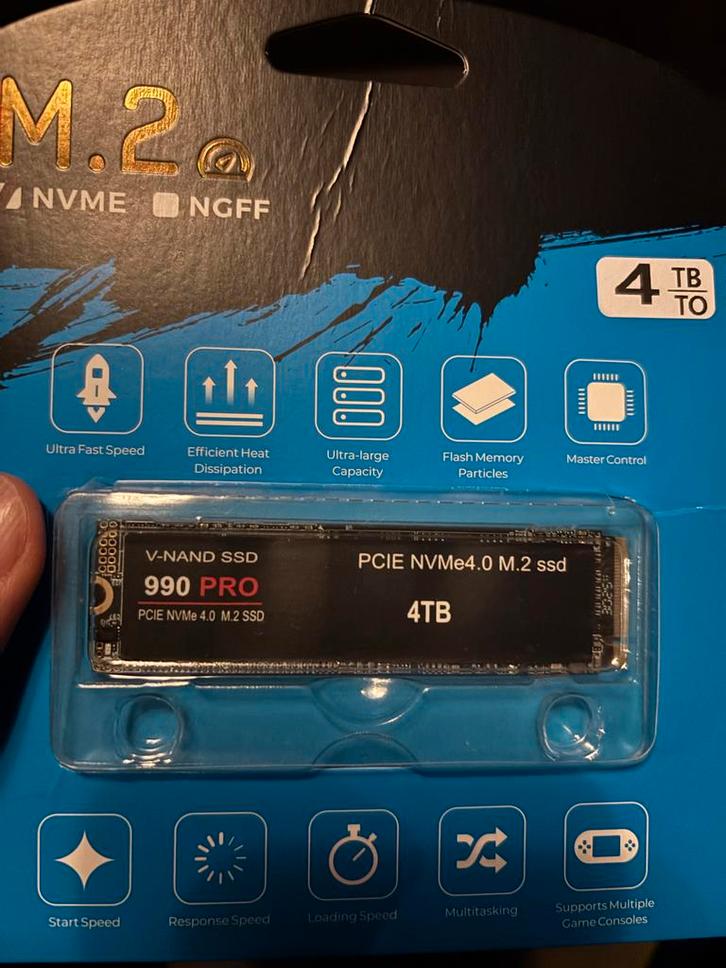 M.2
NVME NGFF
4 TB
TO
Ultra Fast Speed
Efficient Heat
Dissipation
Ultra-large
Capacity
Flash Memory
Particles
Master Control
V-NAND SSD
990 PRO
PCIE NVMe 4.0 M.2 SSD
PCIE NVMe4.0 M.2 ssd
4TB
Start Speed
Response Speed
Loading Speed
Multitasking
Supports Multiple
Game Consoles